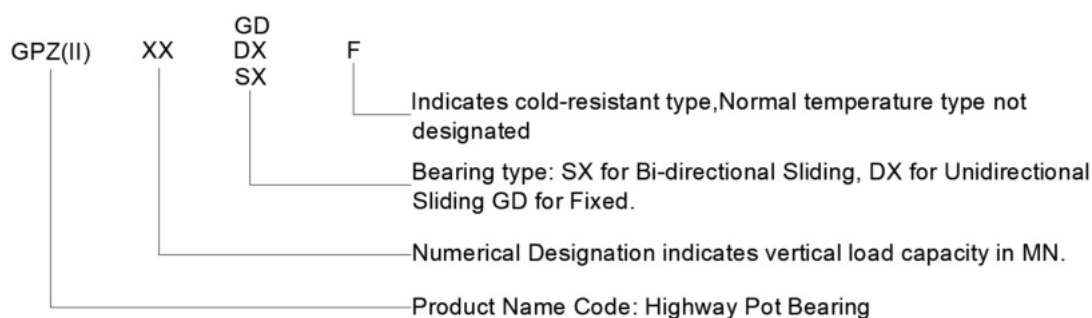 GD
GPZ(II) XX DX F
SX
Indicates cold-resistant type,Normal temperature type not
designated
Bearing type: SX for Bi-directional Sliding, DX for Unidirectional
Sliding GD for Fixed.
Numerical Designation indicates vertical load capacity in MN.
Product Name Code: Highway Pot Bearing